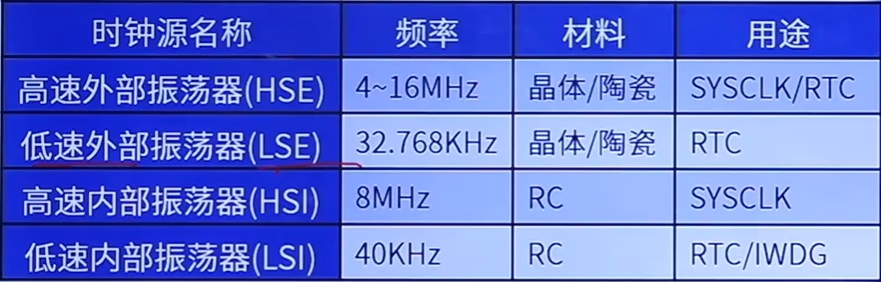 时钟源名称 频率 材料 用途
高速外部振荡器(HSE) 4~16MHz 晶体/陶瓷 SYSCLK/RTC
低速外部振荡器(LSE) 32.768KHz 晶体/陶瓷 RTC
高速内部振荡器(HSI) 8MHz RC SYSCLK
低速内部振荡器(LSI) 40KHz RC RTC/IWDG